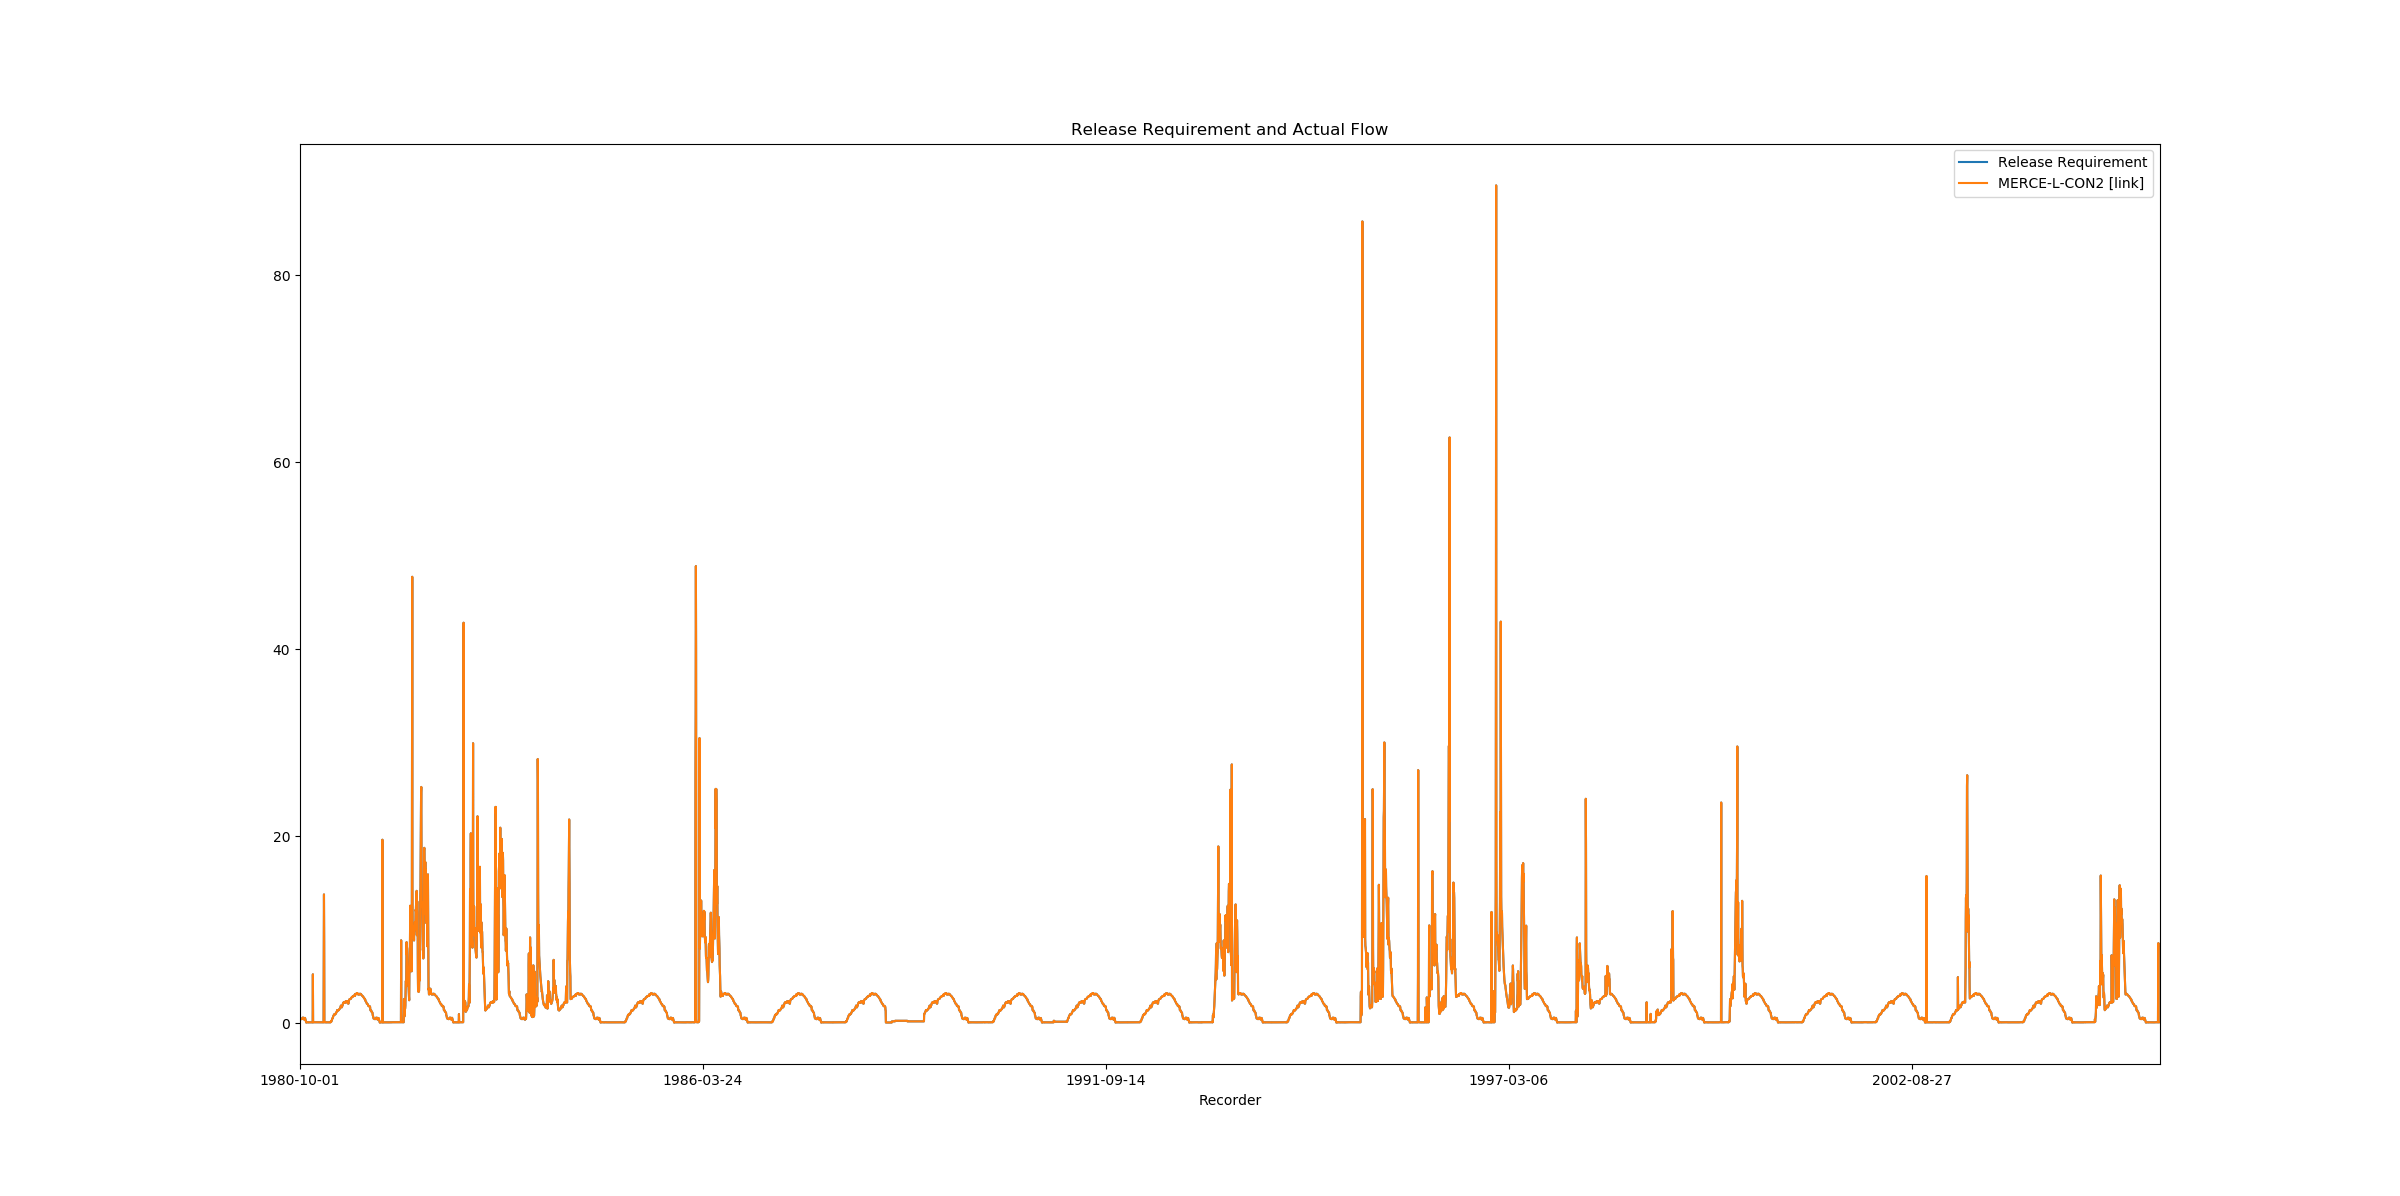 Release Requirement and Actual Flow
Release Requirement
MERCE-L-CON2 [link]
80
60
40
20
0
1980-10-01
1986-03-24
1991-09-14
1997-03-06
2002-08-27
Recorder